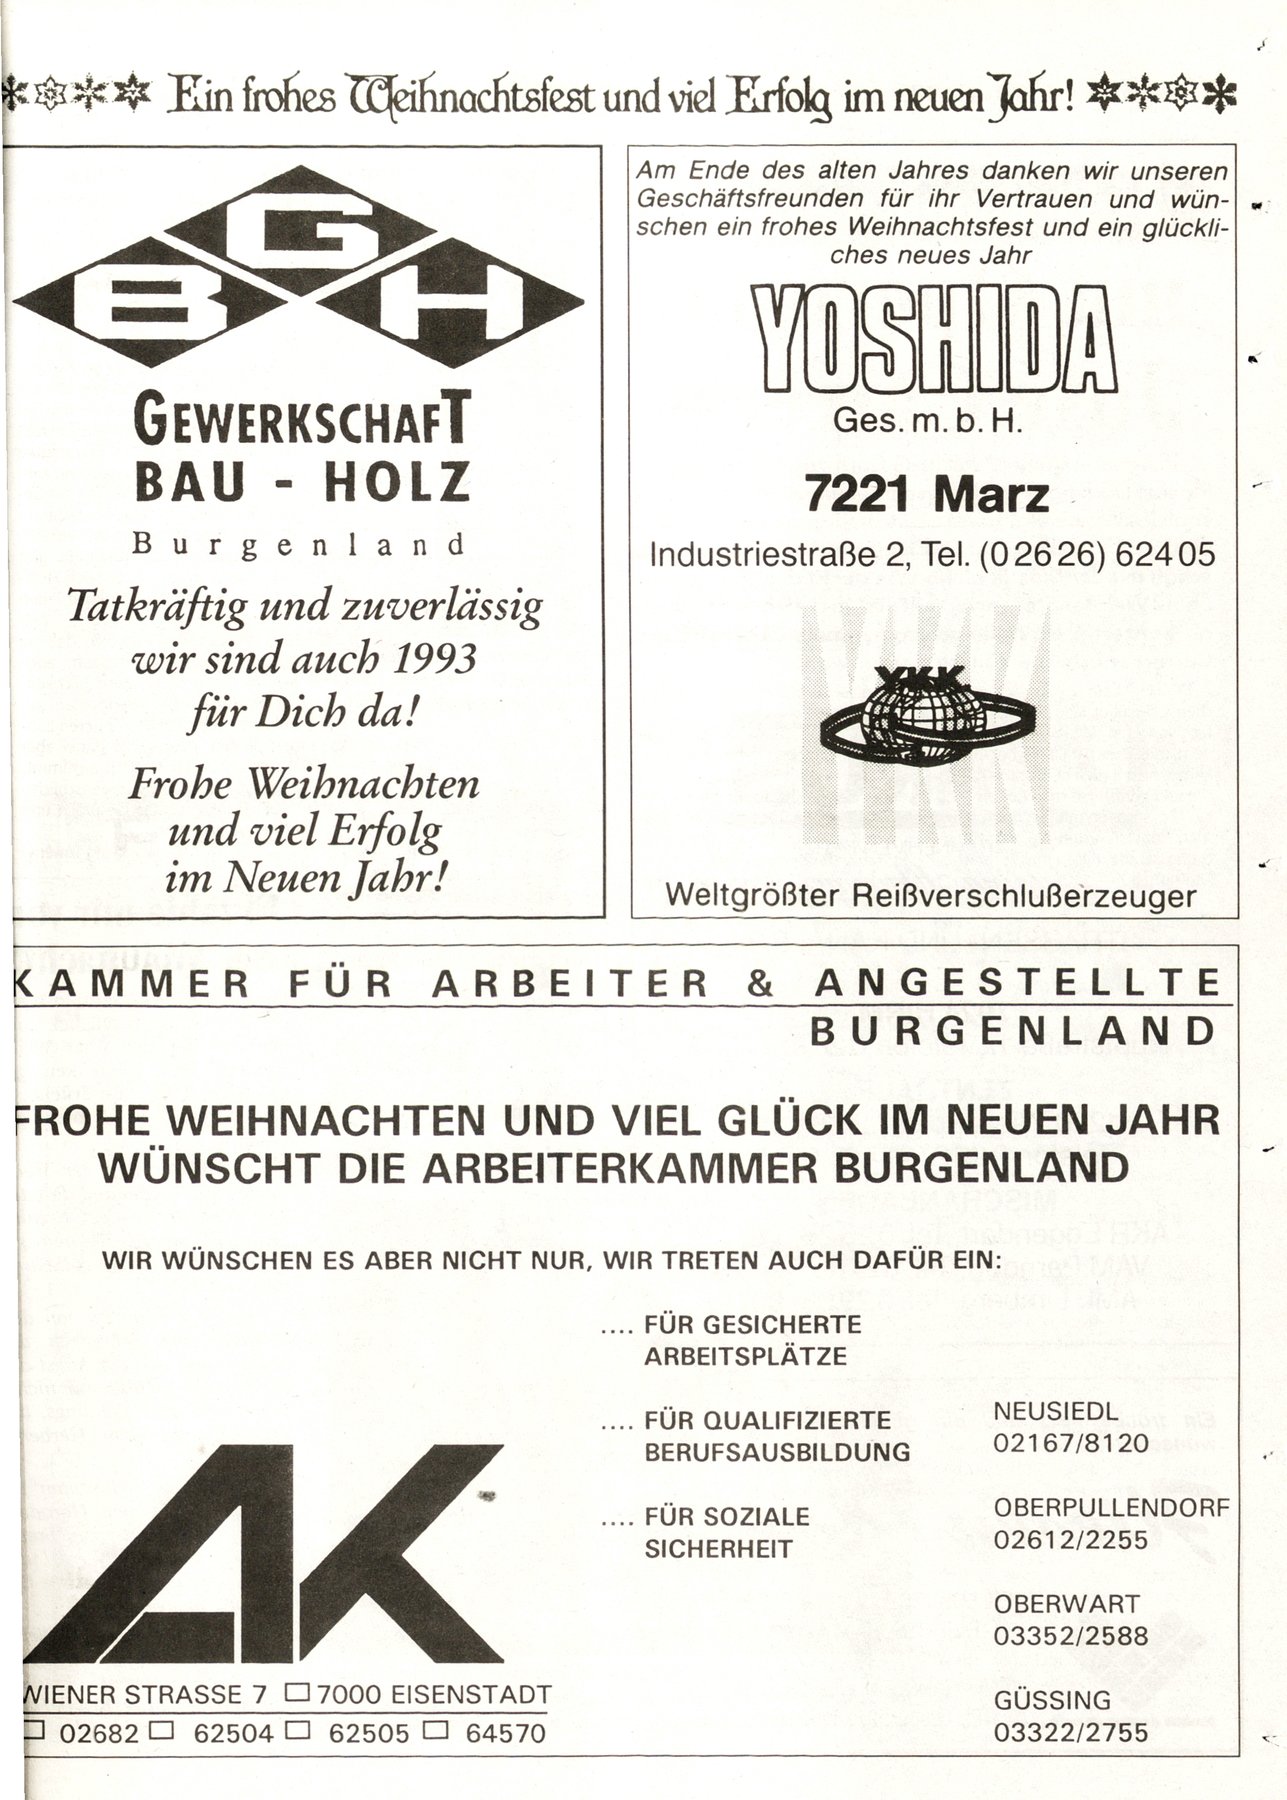 Ein frohes Weihnachtsfest und viel Erfolg im neuen Jahr!
BGH
GEWERKSCHAFT
BAU - HOLZ
Burgenland
Tatkräftig und zuverlässig
wir sind auch 1993
für Dich da!
Frohe Weihnachten
und viel Erfolg
im Neuen Jahr!
Am Ende des alten Jahres danken wir unseren
Geschäftsfreunden für ihr Vertrauen und wün-
schen ein frohes Weihnachtsfest und ein glückli-
ches neues Jahr
YOSHIDA
Ges. m. b. H.
7221 Marz
Industriestraße 2, Tel. (0 26 26) 624 05
YKK
YKK
Weltgrößter Reißverschlußerzeuger
KAMMER FÜR ARBEITER & ANGESTELLTE
BURGENLAND
FROHE WEIHNACHTEN UND VIEL GLÜCK IM NEUEN JAHR
WÜNSCHT DIE ARBEITERKAMMER BURGENLAND
WIR WÜNSCHEN ES ABER NICHT NUR, WIR TRETEN AUCH DAFÜR EIN:
.... FÜR GESICHERTE
ARBEITSPLÄTZE
.... FÜR QUALIFIZIERTE
BERUFSAUSBILDUNG
.... FÜR SOZIALE
SICHERHEIT
NEUSIEDL
02167/8120
OBERPULLENDORF
02612/2255
OBERWART
03352/2588
GÜSSING
03322/2755
AK
WIENER STRASSE 7 □ 7000 EISENSTADT
□ 02682 □ 62504 □ 62505 □ 64570